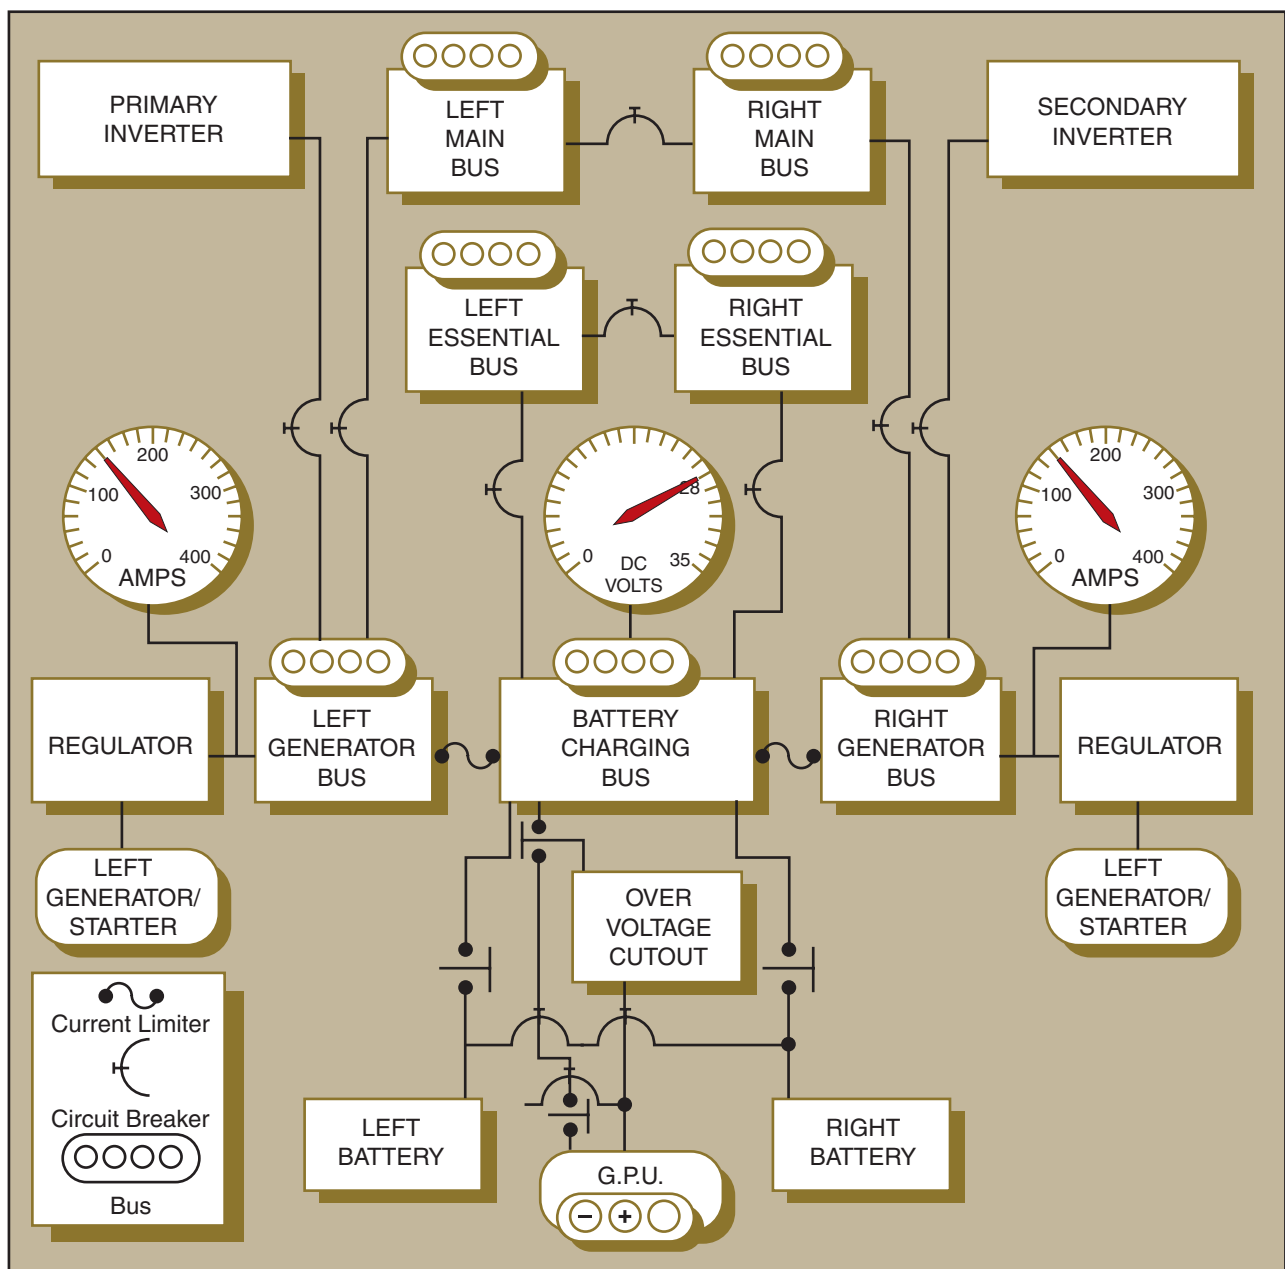 PRIMARY
INVERTER
LEFT
MAIN
BUS
RIGHT
MAIN
BUS
SECONDARY
INVERTER
LEFT
ESSENTIAL
BUS
RIGHT
ESSENTIAL
BUS
0
100
200
300
400
AMPS
0
28
35
DC
VOLTS
0
100
200
300
400
AMPS
REGULATOR
LEFT
GENERATOR
BUS
BATTERY
CHARGING
BUS
RIGHT
GENERATOR
BUS
REGULATOR
LEFT
GENERATOR/
STARTER
OVER
VOLTAGE
CUTOUT
LEFT
GENERATOR/
STARTER
Current Limiter
Circuit Breaker
Bus
LEFT
BATTERY
G.P.U.
− +
RIGHT
BATTERY